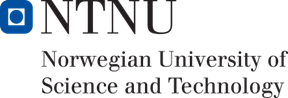 NTNU
Norwegian University of
Science and Technology